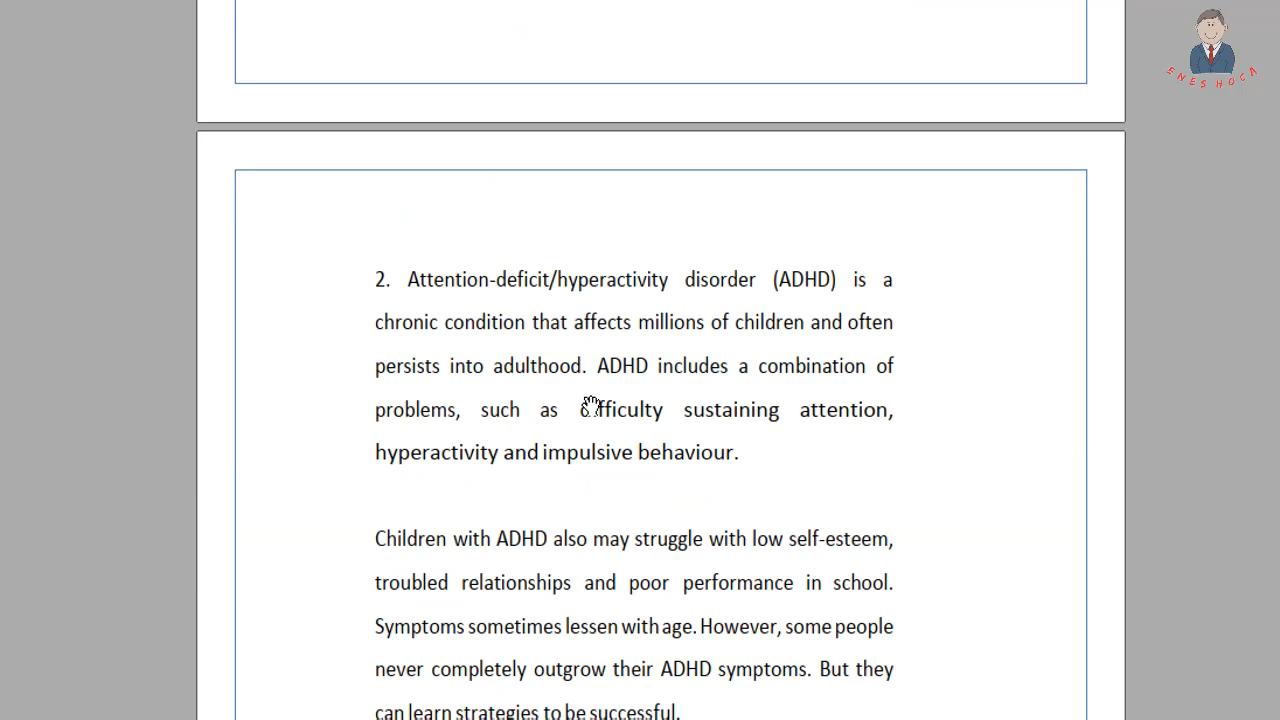 ENES HOCA
2. Attention-deficit/hyperactivity disorder (ADHD) is a
chronic condition that affects millions of children and often
persists into adulthood. ADHD includes a combination of
problems, such as difficulty sustaining attention,
hyperactivity and impulsive behaviour.
Children with ADHD also may struggle with low self-esteem,
troubled relationships and poor performance in school.
Symptoms sometimes lessen with age. However, some people
never completely outgrow their ADHD symptoms. But they
can learn strategies to be successful.